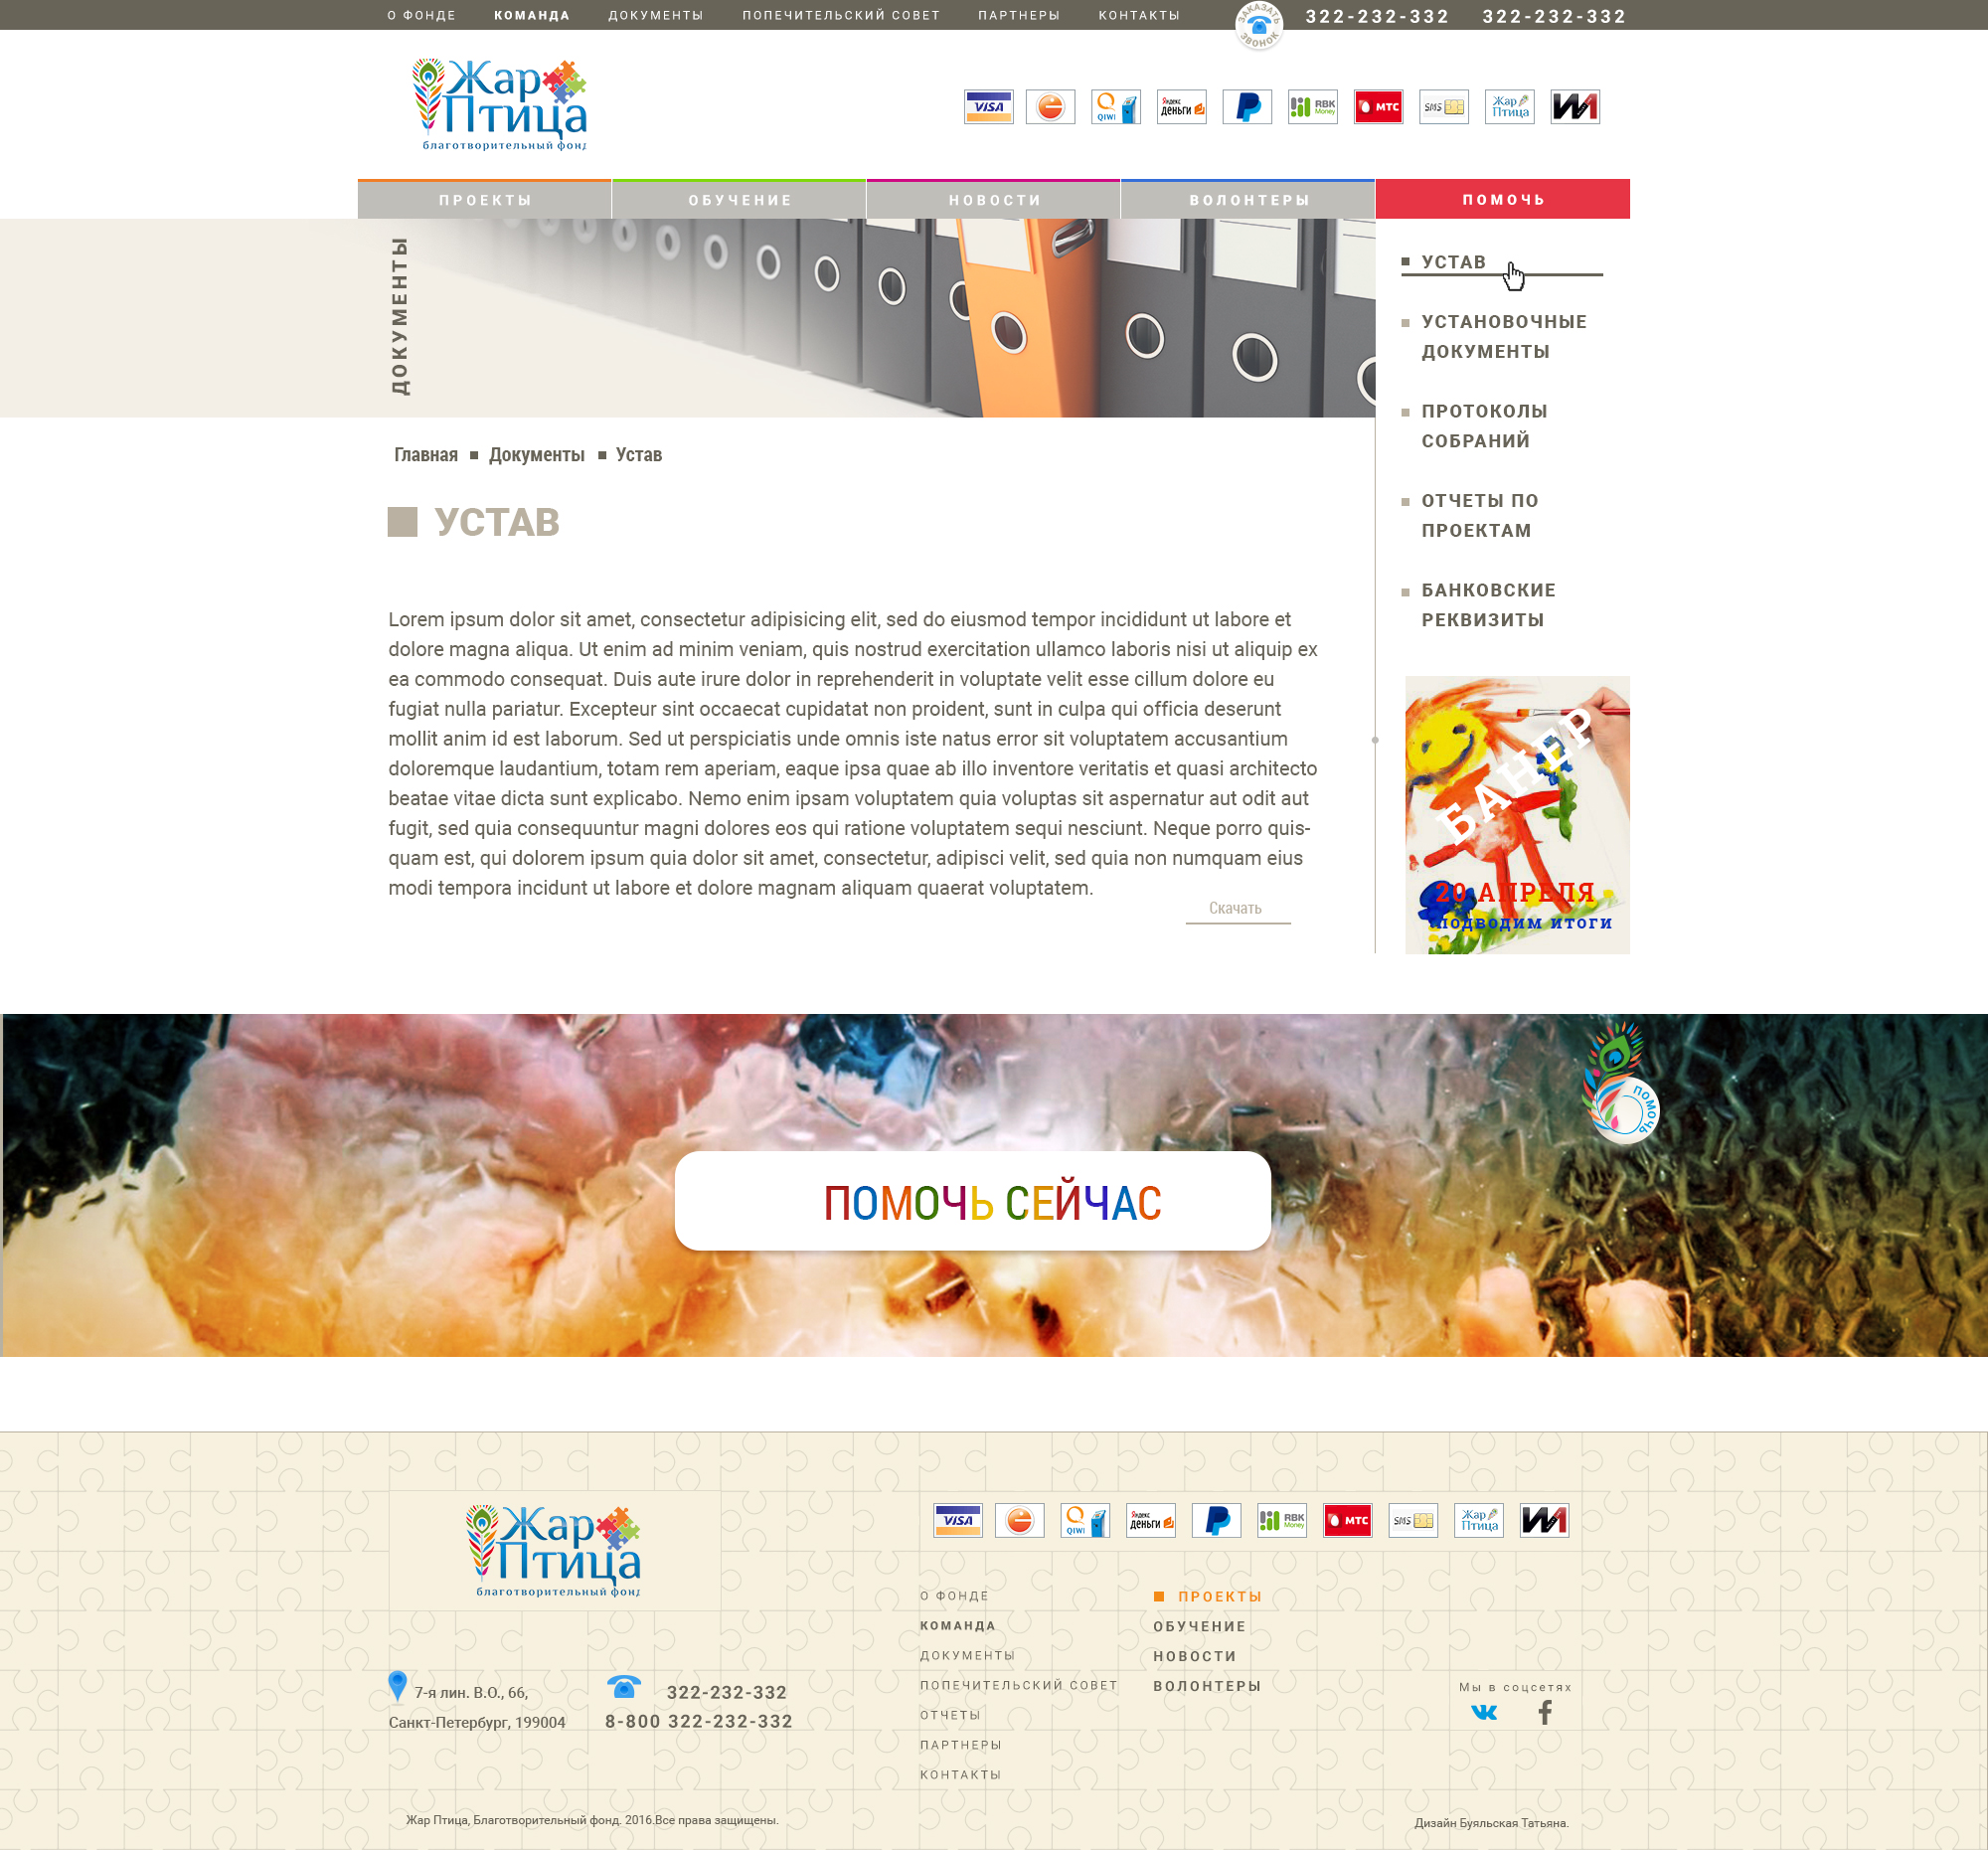 О ФОНДЕ КОМАНДА ДОКУМЕНТЫ ПОПЕЧИТЕЛЬСКИЙ СОВЕТ ПАРТНЕРЫ КОНТАКТЫ ЗАКАЗАТЬ ЗВОНОК 322-232-332 322-232-332
Жар
Птица
благотворительный фонд
VISA QIWI Яндекс деньги RBK Money МТС SMS Жар Птица
ПРОЕКТЫ ОБУЧЕНИЕ НОВОСТИ ВОЛОНТЕРЫ ПОМОЧЬ
ДОКУМЕНТЫ
УСТАВ
УСТАНОВОЧНЫЕ
ДОКУМЕНТЫ
ПРОТОКОЛЫ
СОБРАНИЙ
ОТЧЕТЫ ПО
ПРОЕКТАМ
БАНКОВСКИЕ
РЕКВИЗИТЫ
Главная Документы Устав
УСТАВ
Lorem ipsum dolor sit amet, consectetur adipisicing elit, sed do eiusmod tempor incididunt ut labore et
dolore magna aliqua. Ut enim ad minim veniam, quis nostrud exercitation ullamco laboris nisi ut aliquip ex
ea commodo consequat. Duis aute irure dolor in reprehenderit in voluptate velit esse cillum dolore eu
fugiat nulla pariatur. Excepteur sint occaecat cupidatat non proident, sunt in culpa qui officia deserunt
mollit anim id est laborum. Sed ut perspiciatis unde omnis iste natus error sit voluptatem accusantium
doloremque laudantium, totam rem aperiam, eaque ipsa quae ab illo inventore veritatis et quasi architecto
beatae vitae dicta sunt explicabo. Nemo enim ipsam voluptatem quia voluptas sit aspernatur aut odit aut
fugit, sed quia consequuntur magni dolores eos qui ratione voluptatem sequi nesciunt. Neque porro quis-
quam est, qui dolorem ipsum quia dolor sit amet, consectetur, adipisci velit, sed quia non numquam eius
modi tempora incidunt ut labore et dolore magnam aliquam quaerat voluptatem.
Скачать
БАНЕР
20 АПРЕЛЯ
подводим итоги
ПОМОЧЬ
ПОМОЧЬ СЕЙЧАС
Жар
Птица
благотворительный фонд
VISA QIWI Яндекс деньги RBK Money МТС SMS Жар Птица
О ФОНДЕ
КОМАНДА
ДОКУМЕНТЫ
ПОПЕЧИТЕЛЬСКИЙ СОВЕТ
ОТЧЕТЫ
ПАРТНЕРЫ
КОНТАКТЫ
ПРОЕКТЫ
ОБУЧЕНИЕ
НОВОСТИ
ВОЛОНТЕРЫ
7-я лин. В.О., 66,
Санкт-Петербург, 199004
322-232-332
8-800 322-232-332
Мы в соцсетях
Жар Птица, Благотворительный фонд. 2016.Все права защищены.
Дизайн Буяльская Татьяна.